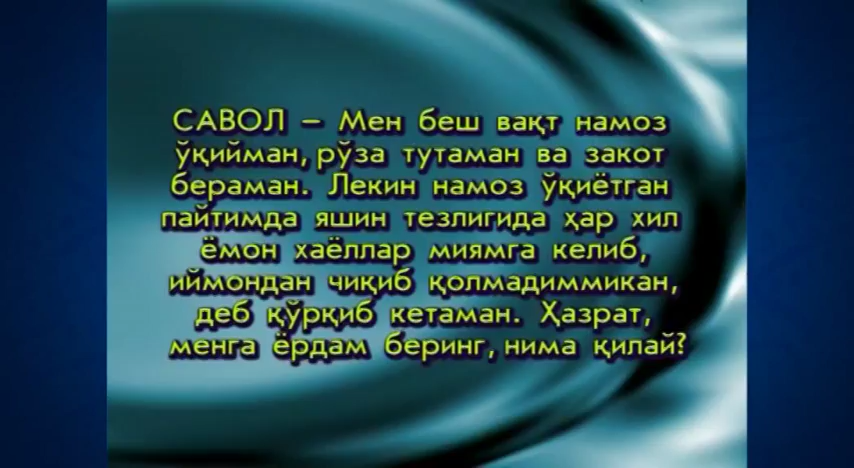 САВОЛ – Мен беш вақт намоз
ўқийман, рўза тутаман ва закот
бераман. Лекин намоз ўқиётган
пайтимда яшин тезлигида ҳар хил
ёмон хаёллар миямга келиб,
иймондан чиқиб қолмадиммикан,
деб қўрқиб кетаман. Ҳазрат,
менга ёрдам беринг, нима қилай?